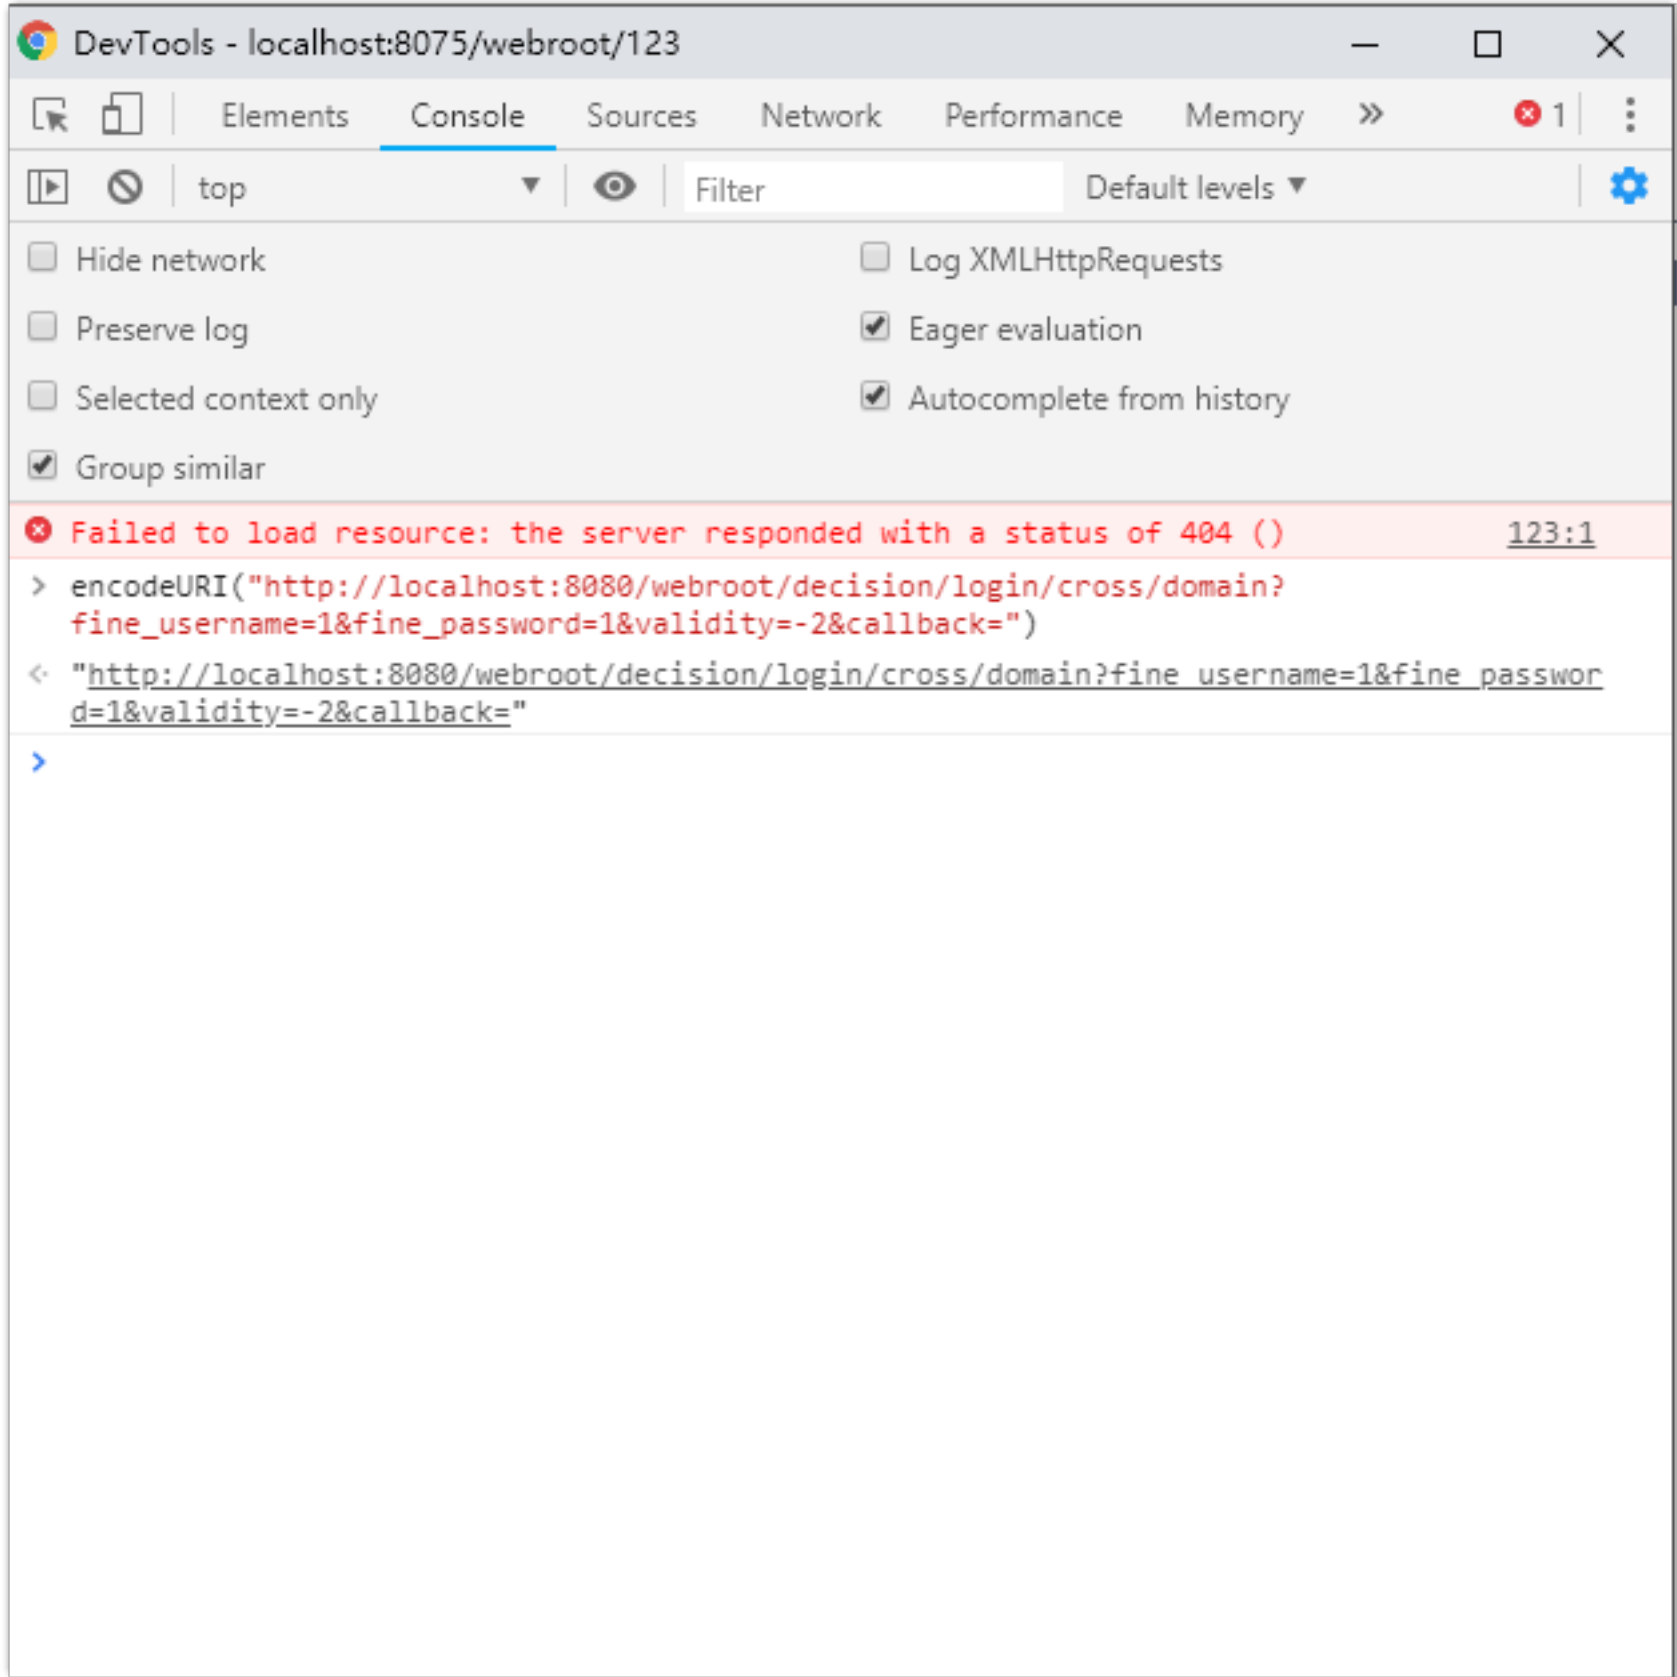 DevTools - localhost:8075/webroot/123
Elements Console Sources Network Performance Memory 1
top Filter Default levels
Hide network Log XMLHttpRequests
Preserve log Eager evaluation
Selected context only Autocomplete from history
Group similar
Failed to load resource: the server responded with a status of 404 () 123:1
> encodeURI("http://localhost:8080/webroot/decision/login/cross/domain?
fine_username=1&fine_password=1&validity=-2&callback=")
"http://localhost:8080/webroot/decision/login/cross/domain?fine_username=1&fine_passwor
d=1&validity=-2&callback="
>